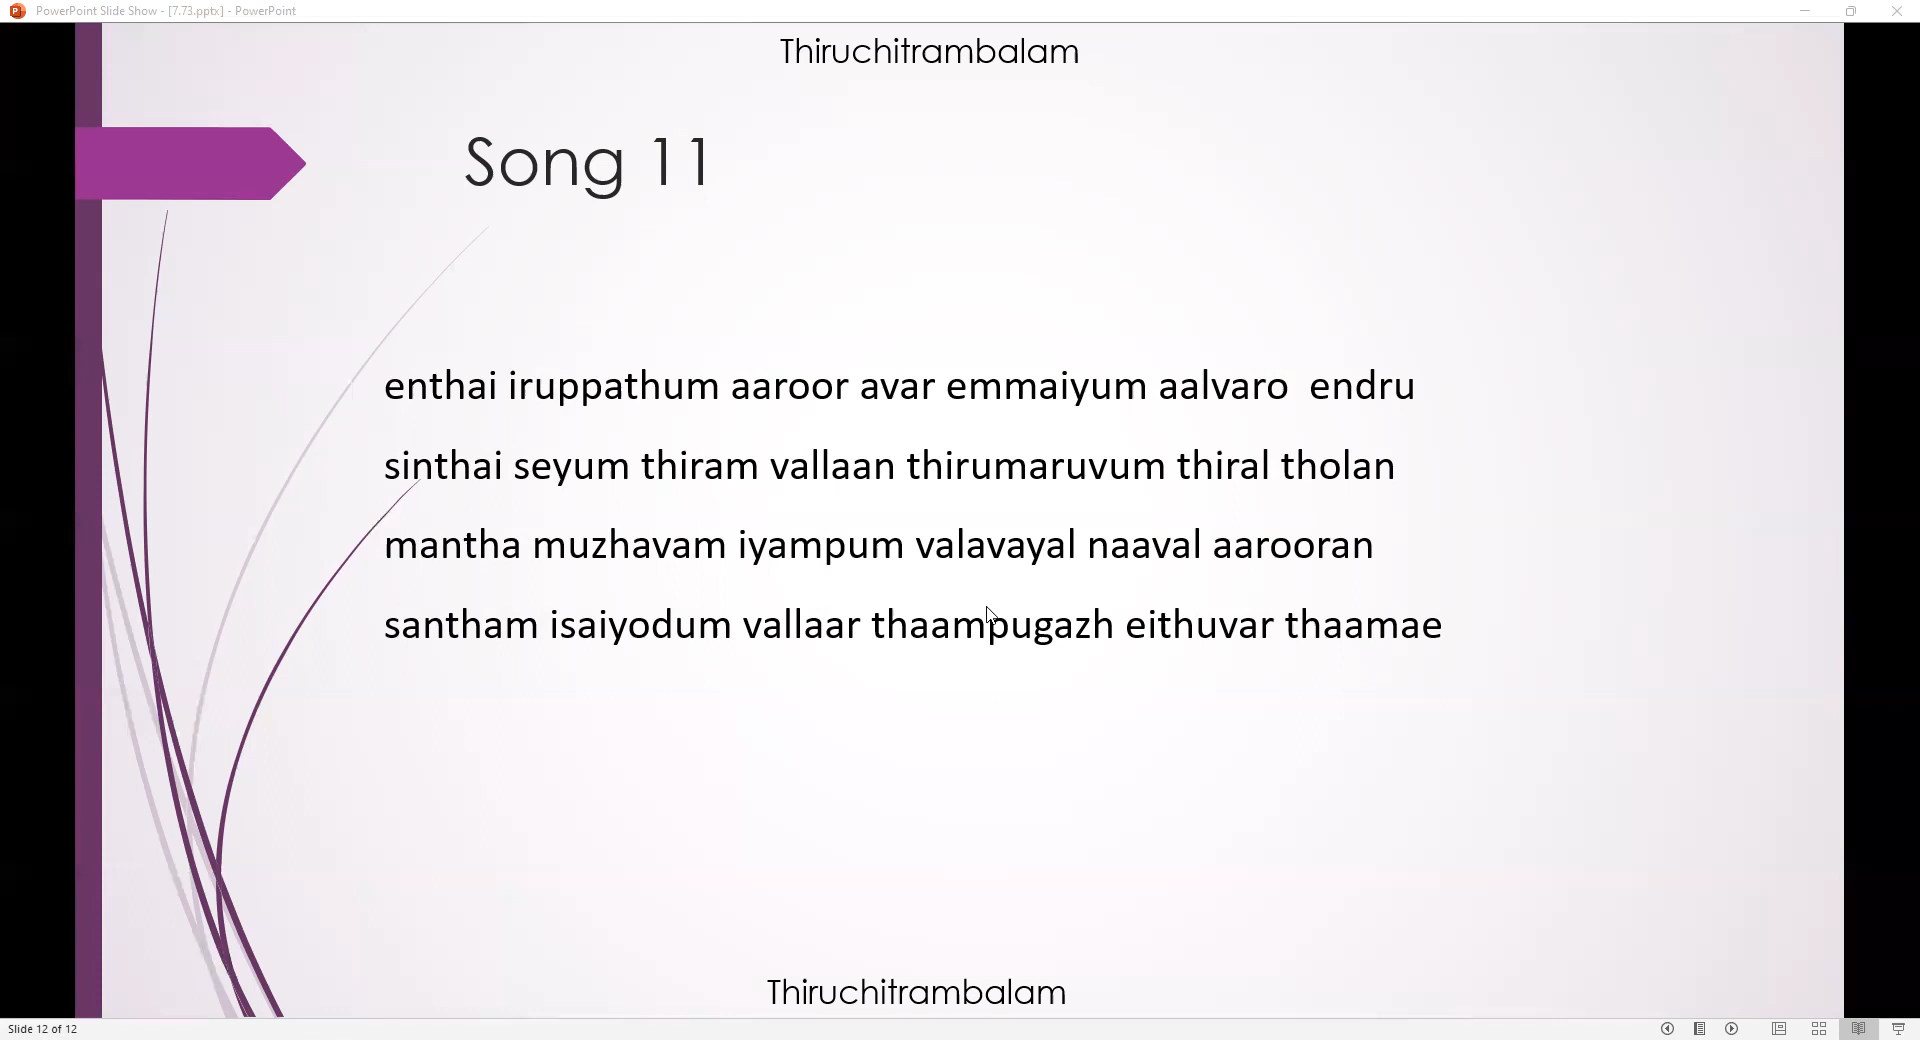 PowerPoint Slide Show - [7.73.pptx] - PowerPoint
Thiruchitrambalam
Song 11
enthai iruppathum aaroor avar emmaiyum aalvaro  endru
sinthai seyum thiram vallaan thirumaruvum thiral tholan
mantha muzhavam iyampum valavayal naaval aarooran
santham isaiyodum vallaar thaampugazh eithuvar thaamae
Thiruchitrambalam
Slide 12 of 12